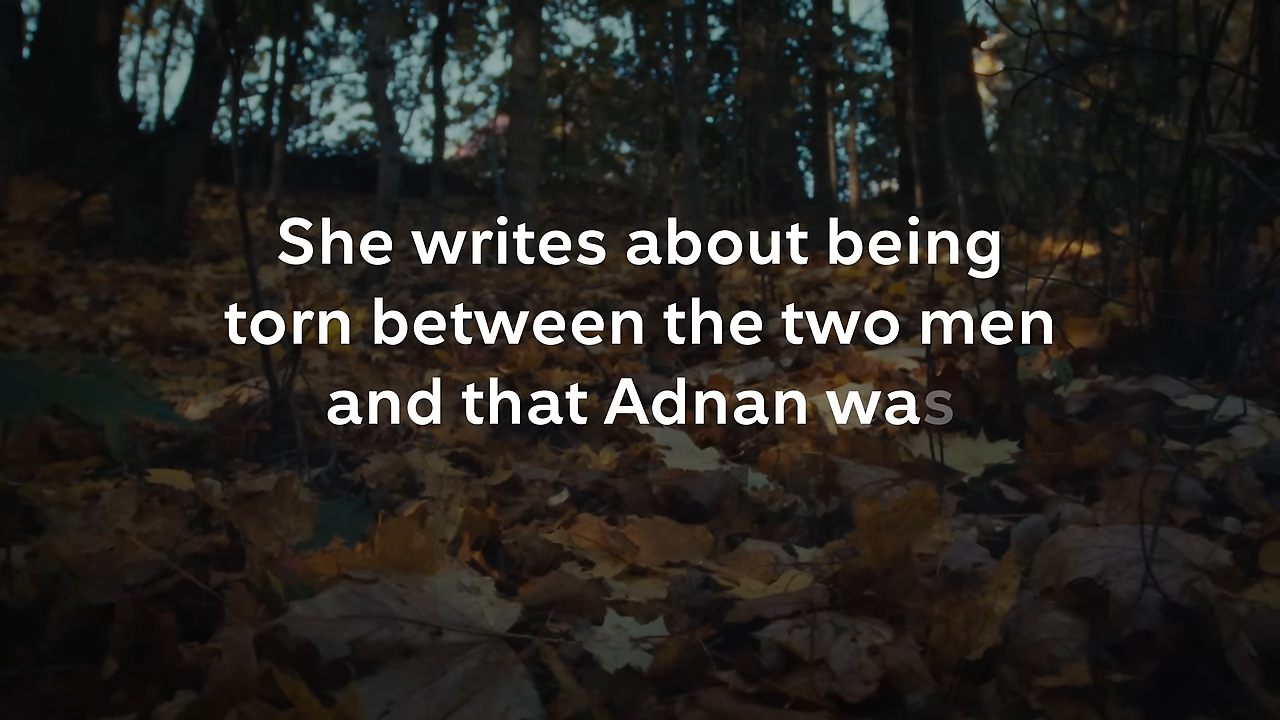 She writes about being
torn between the two men
and that Adnan was